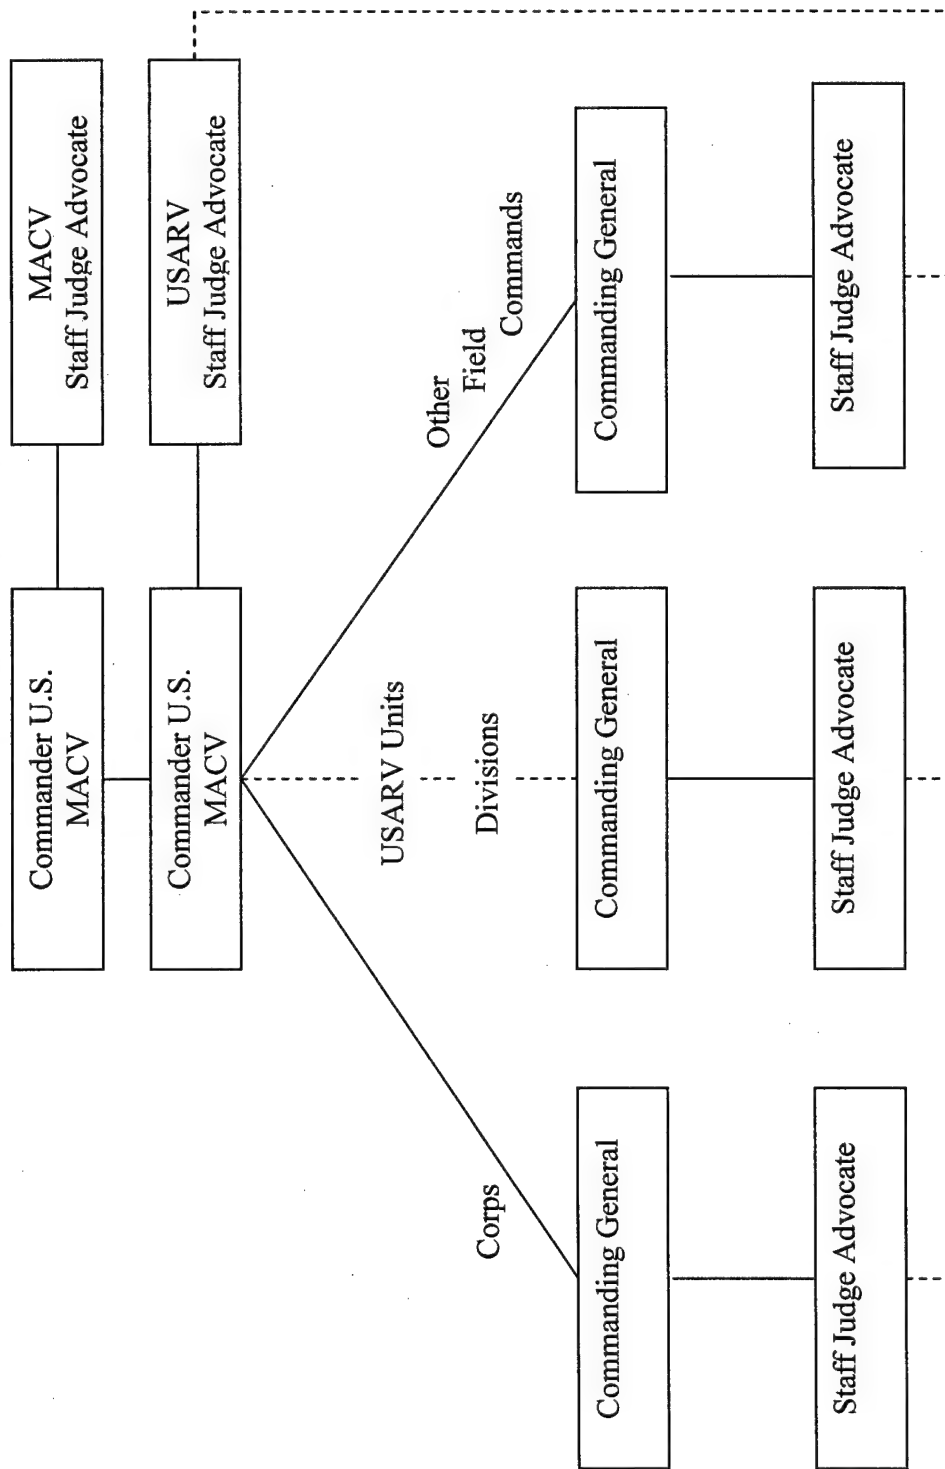 Commander U.S.
MACV
MACV
Staff Judge Advocate
Commander U.S.
MACV
USARV
Staff Judge Advocate
USARV Units
Other
Field
Commands
Corps
Divisions
Commanding General
Commanding General
Commanding General
Staff Judge Advocate
Staff Judge Advocate
Staff Judge Advocate